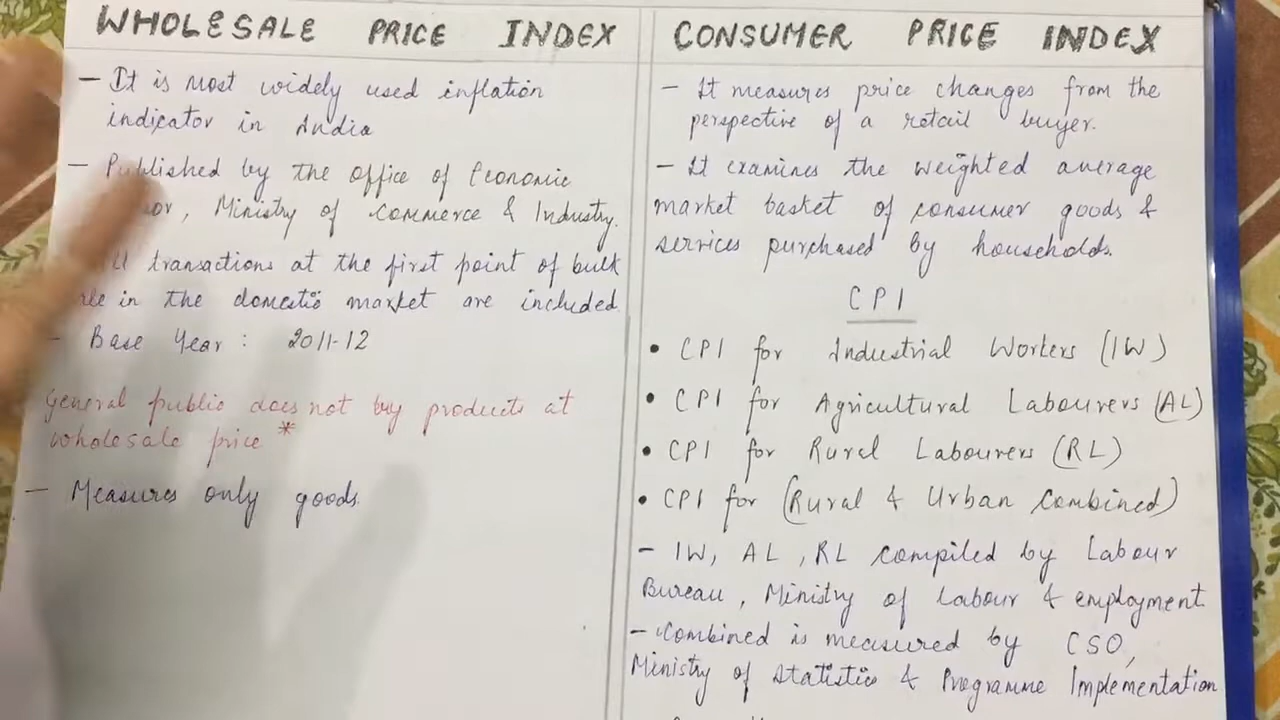 WHOLESALE PRICE INDEX
- It is most widely used inflation
indicator in India
- Published by the office of Economic
, Ministry of Commerce & Industry.
transactions at the first point of bulk
in the domestic market are included
- Base Year : 2011-12
General public does not buy products at
wholesale price *
- Measures only goods.
CONSUMER PRICE INDEX
- It measures price changes from the
perspective of a retail buyer.
- It examines the weighted average
market basket of consumer goods &
services purchased by households.
CPI
• CPI for Industrial Workers (IW)
• CPI for Agricultural Labourers (AL)
• CPI for Rural Labourers (RL)
• CPI for (Rural & Urban Combined)
- IW, AL, RL compiled by Labour
Bureau, Ministry of Labour & employment
- Combined is measured by CSO,
Ministry of Statistics & Programme Implementation